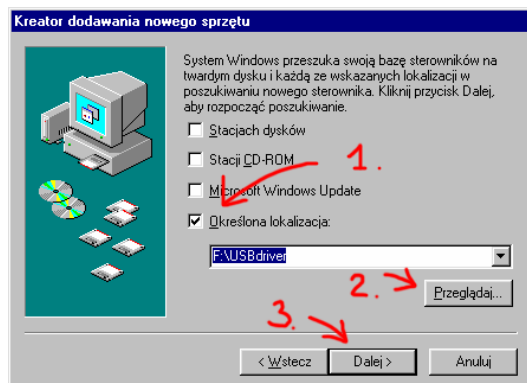 Kreator dodawania nowego sprzętu
System Windows przeszuka swoją bazę sterowników na
twardym dysku i każdą ze wskazanych lokalizacji w
poszukiwaniu nowego sterownika. Kliknij przycisk Dalej,
aby rozpocząć poszukiwanie.
Stacjach dysków
Stacji CD-ROM
1.
Microsoft Windows Update
Określona lokalizacja:
F:\USBdriver
2.
Przeglądaj...
3.
< Wstecz
Dalej >
Anuluj